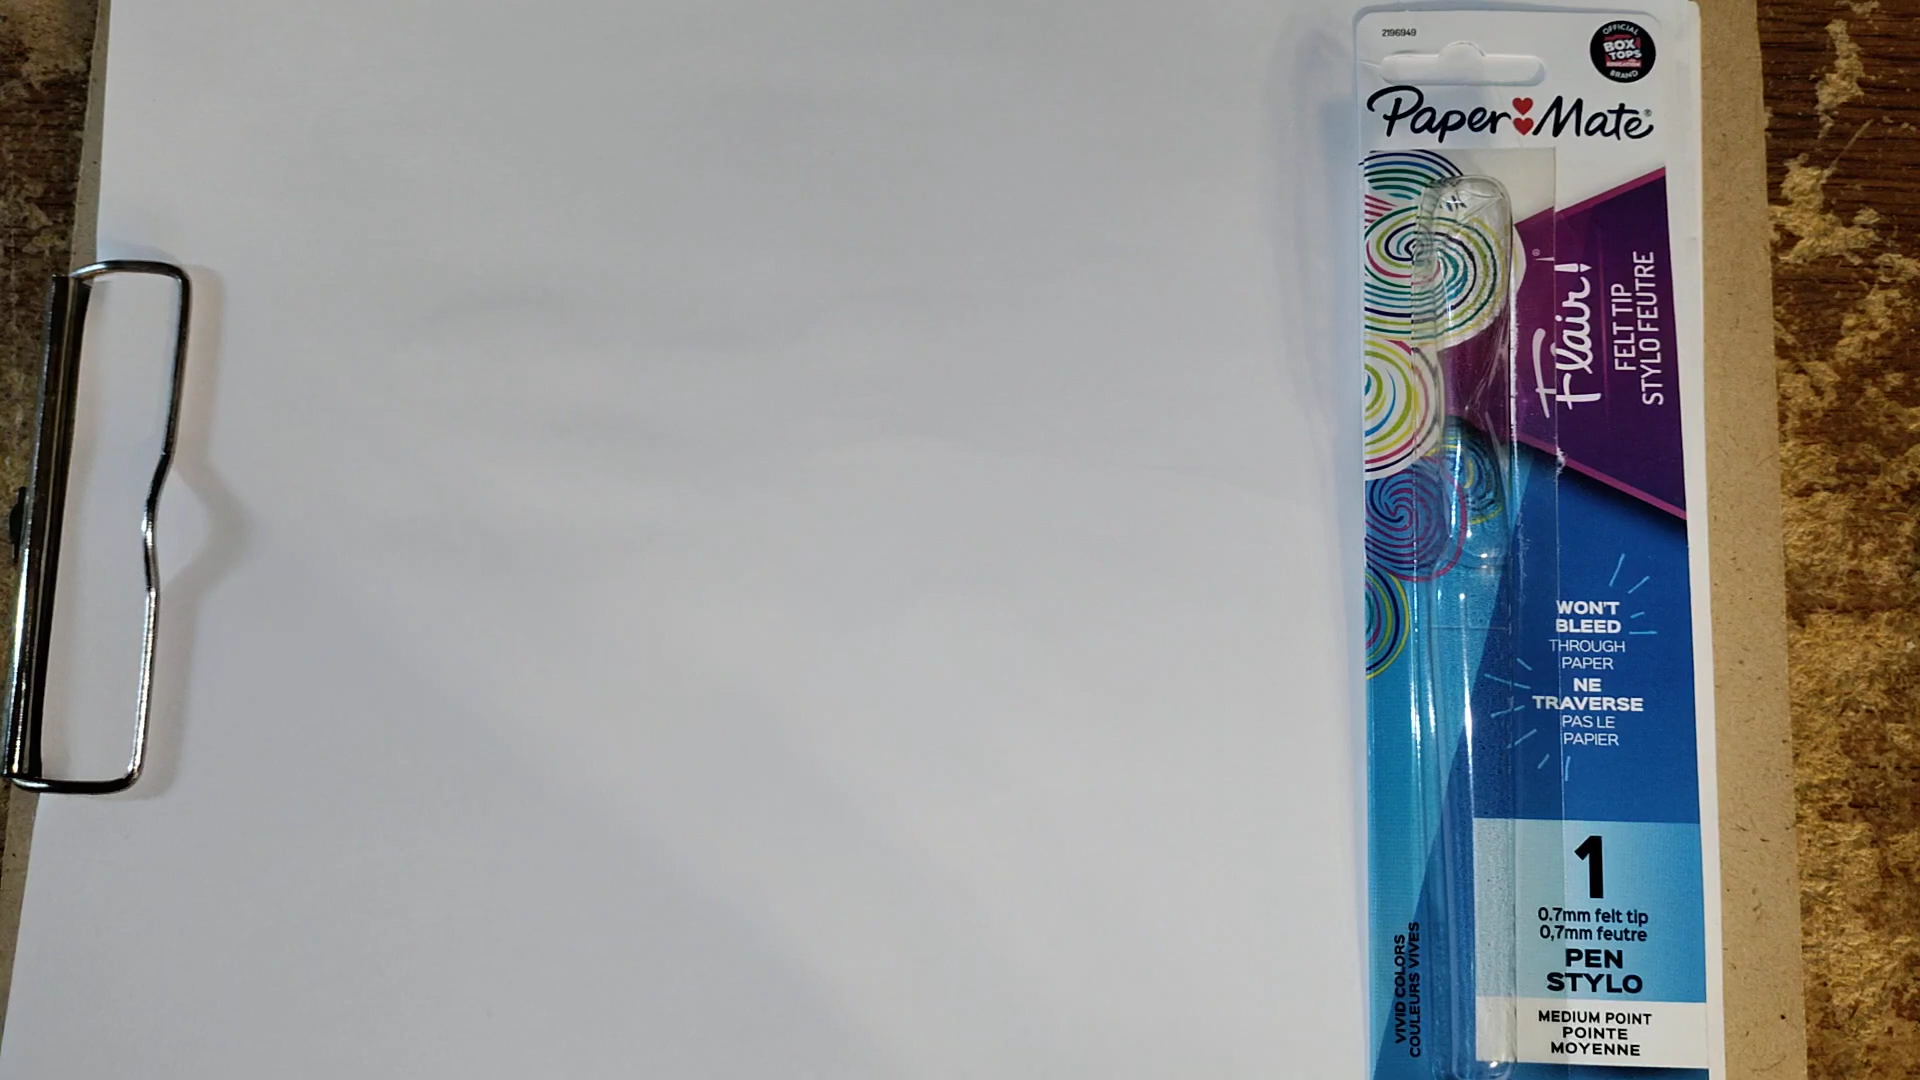 2196949
OFFICIAL
BOX
TOPS
EDUCATION
BRAND
Paper Mate®
Flair!®
FELT TIP
STYLO FEUTRE
WON'T
BLEED
THROUGH
PAPER
NE
TRAVERSE
PAS LE
PAPIER
1
0.7mm felt tip
0,7mm feutre
PEN
STYLO
MEDIUM POINT
POINTE
MOYENNE
VIVID COLORS
COULEURS VIVES